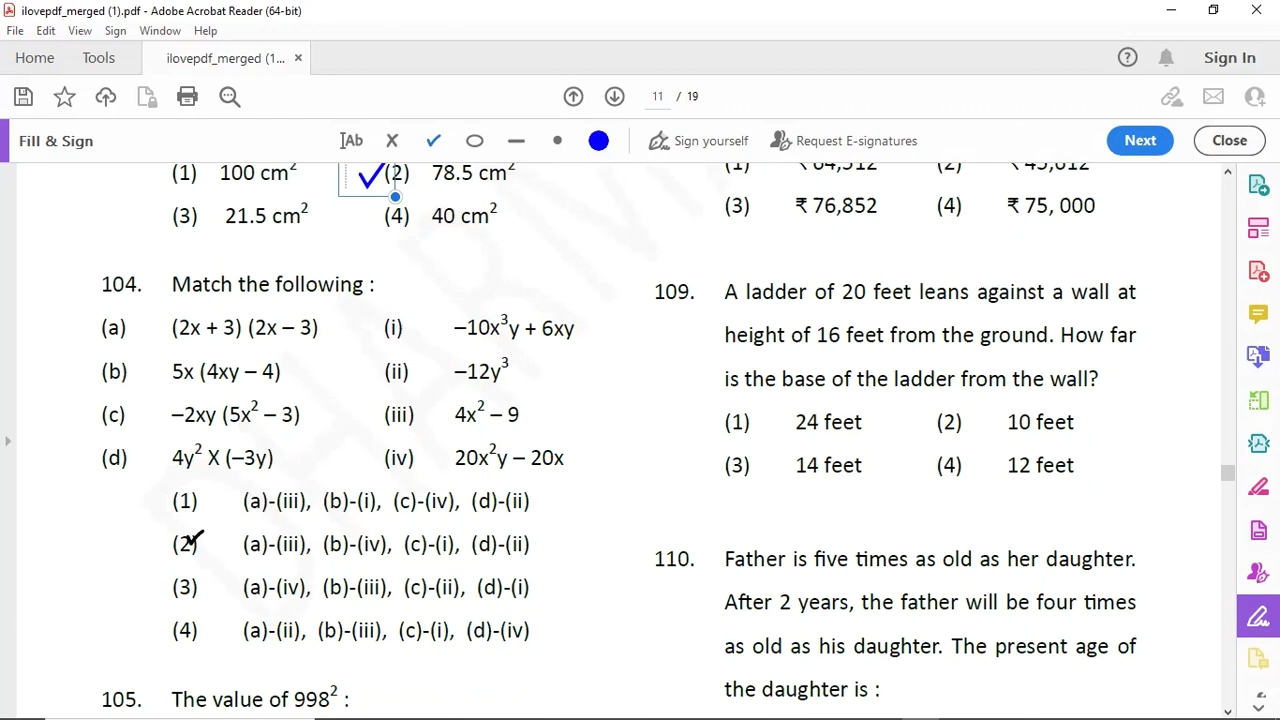 ilovepdf_merged (1).pdf - Adobe Acrobat Reader (64-bit)
File Edit View Sign Window Help
Home Tools ilovepdf_merged (1... ×
Sign In
11 / 19
Fill & Sign
Ab
Sign yourself
Request E-signatures
Next
Close
(1) 100 cm² (2) 78.5 cm²
(3) 21.5 cm² (4) 40 cm²
104. Match the following :
(a) (2x + 3) (2x – 3) (i) –10x³y + 6xy
(b) 5x (4xy – 4) (ii) –12y³
(c) –2xy (5x² – 3) (iii) 4x² – 9
(d) 4y² X (–3y) (iv) 20x²y – 20x
(1) (a)-(iii), (b)-(i), (c)-(iv), (d)-(ii)
(2) (a)-(iii), (b)-(iv), (c)-(i), (d)-(ii)
(3) (a)-(iv), (b)-(iii), (c)-(ii), (d)-(i)
(4) (a)-(ii), (b)-(iii), (c)-(i), (d)-(iv)
105. The value of 998² :
(1) ₹ 64,512 (2) ₹ 45,612
(3) ₹ 76,852 (4) ₹ 75, 000
109. A ladder of 20 feet leans against a wall at
height of 16 feet from the ground. How far
is the base of the ladder from the wall?
(1) 24 feet (2) 10 feet
(3) 14 feet (4) 12 feet
110. Father is five times as old as her daughter.
After 2 years, the father will be four times
as old as his daughter. The present age of
the daughter is :